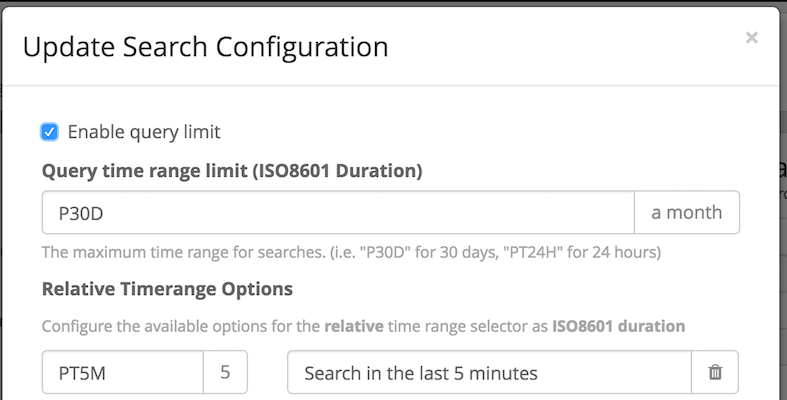 Update Search Configuration ×
Enable query limit
Query time range limit (ISO8601 Duration)
P30D a month
The maximum time range for searches. (i.e. "P30D" for 30 days, "PT24H" for 24 hours)
Relative Timerange Options
Configure the available options for the relative time range selector as ISO8601 duration
PT5M 5 Search in the last 5 minutes